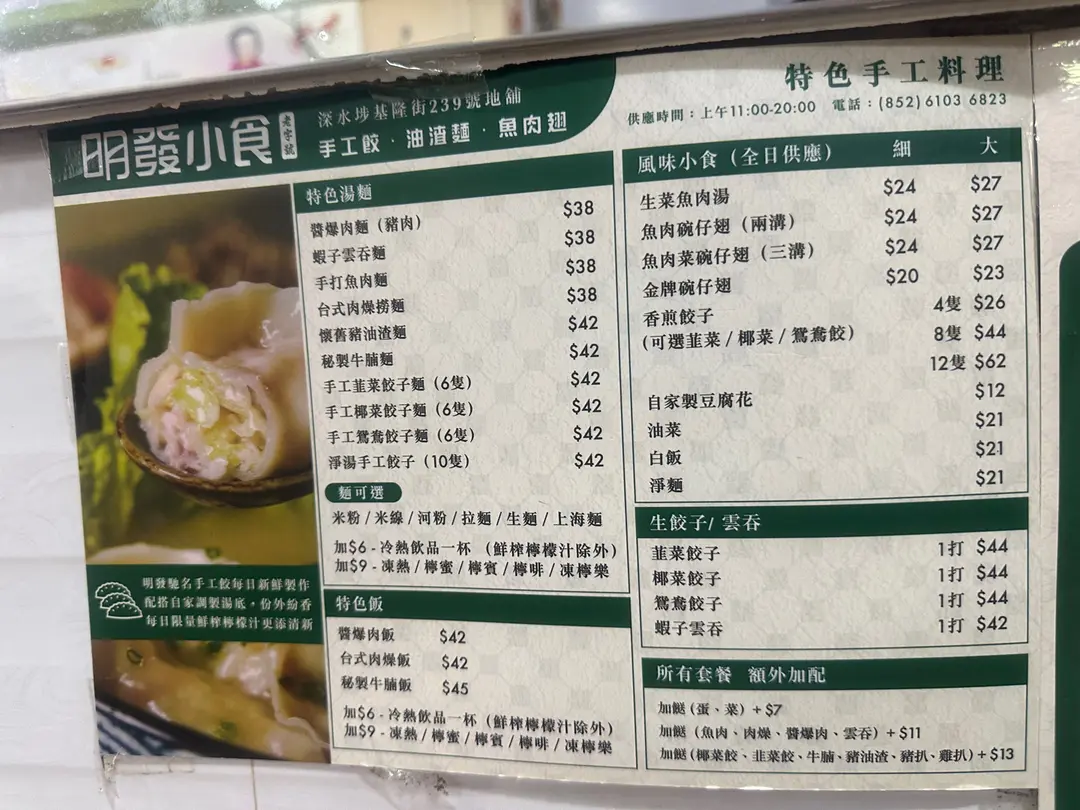 明發小食
老字號
深水埗基隆街239號地舖
手工餃．油渣麵．魚肉翅
特色手工料理
供應時間：上午11:00-20:00 電話：(852) 6103 6823
特色湯麵
醬爆肉麵（豬肉） $38
蝦子雲吞麵 $38
手打魚肉麵 $38
台式肉燥撈麵 $38
懷舊豬油渣麵 $42
秘製牛腩麵 $42
手工韮菜餃子麵（6隻） $42
手工椰菜餃子麵（6隻） $42
手工鴛鴦餃子麵（6隻） $42
淨湯手工餃子（10隻） $42
麵可選
米粉/米線/河粉/拉麵/生麵/上海麵
加$6-冷熱飲品一杯（鮮榨檸檬汁除外）
加$9-凍熱/檸蜜/檸賓/檸啡/凍檸樂
特色飯
醬爆肉飯 $42
台式肉燥飯 $42
秘製牛腩飯 $45
加$6-冷熱飲品一杯（鮮榨檸檬汁除外）
加$9-凍熱/檸蜜/檸賓/檸啡/凍檸樂
明發馳名手工餃每日新鮮製作
配搭自家調製湯底，份外紛香
每日限量鮮榨檸檬汁更添清新
風味小食（全日供應） 細 大
生菜魚肉湯 $24 $27
魚肉碗仔翅（兩溝） $24 $27
魚肉菜碗仔翅（三溝） $24 $27
金牌碗仔翅 $20 $23
香煎餃子 4隻 $26
(可選韮菜/椰菜/鴛鴦餃) 8隻 $44
12隻 $62
自家製豆腐花 $12
油菜 $21
白飯 $21
淨麵 $21
生餃子/雲吞
韮菜餃子 1打 $44
椰菜餃子 1打 $44
鴛鴦餃子 1打 $44
蝦子雲吞 1打 $42
所有套餐 額外加配
加餸(蛋、菜)+$7
加餸(魚肉、肉燥、醬爆肉、雲吞)+$11
加餸(椰菜餃、韮菜餃、牛腩、豬油渣、豬扒、雞扒)+$13